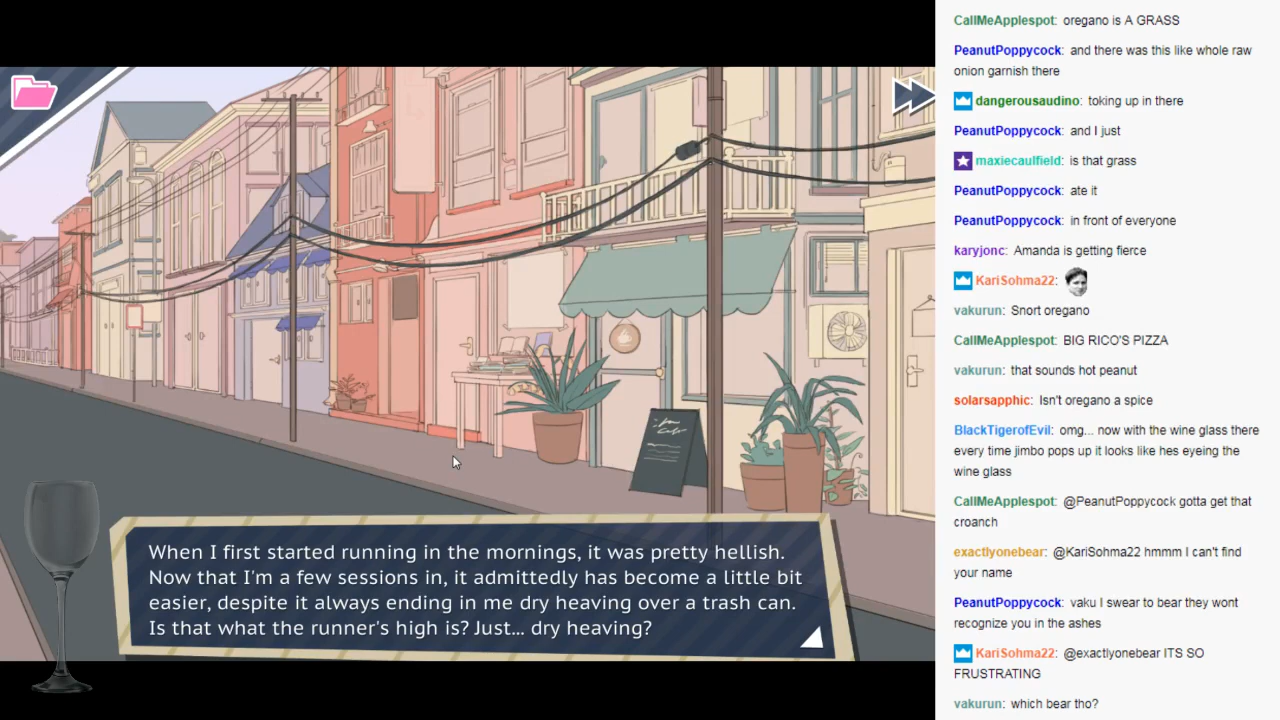 When I first started running in the mornings, it was pretty hellish.
Now that I'm a few sessions in, it admittedly has become a little bit
easier, despite it always ending in me dry heaving over a trash can.
Is that what the runner's high is? Just... dry heaving?
CallMeApplespot: oregano is A GRASS
PeanutPoppycock: and there was this like whole raw
onion garnish there
dangerousaudino: toking up in there
PeanutPoppycock: and I just
maxiecaulfield: is that grass
PeanutPoppycock: ate it
PeanutPoppycock: in front of everyone
karyjonc: Amanda is getting fierce
KariSohma22:
vakurun: Snort oregano
CallMeApplespot: BIG RICO'S PIZZA
vakurun: that sounds hot peanut
solarsapphic: Isn't oregano a spice
BlackTigerofEvil: omg... now with the wine glass there
every time jimbo pops up it looks like hes eyeing the
wine glass
CallMeApplespot: @PeanutPoppycock gotta get that
croanch
exactlyonebear: @KariSohma22 hmmm I can't find
your name
PeanutPoppycock: vaku I swear to bear they wont
recognize you in the ashes
KariSohma22: @exactlyonebear ITS SO
FRUSTRATING
vakurun: which bear tho?